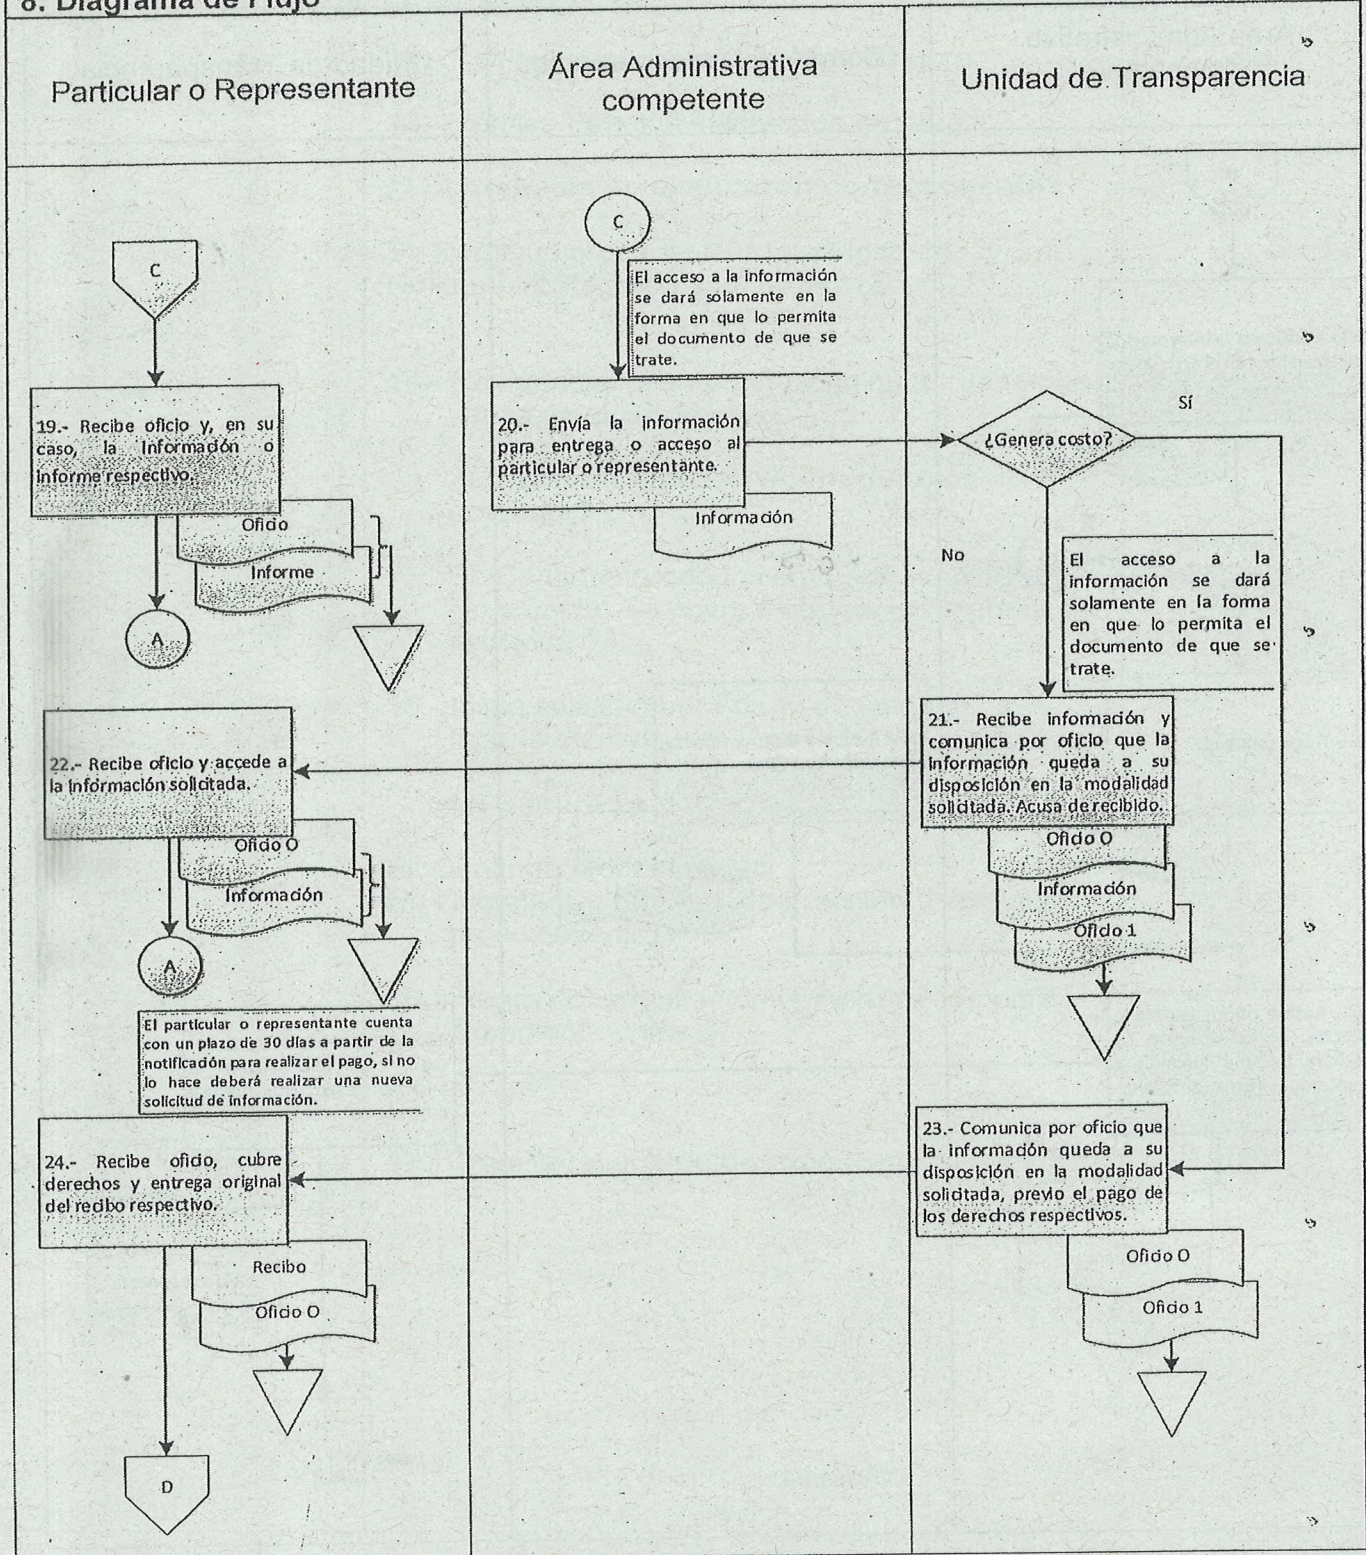 8. Diagrama de Flujo
Particular o Representante
Área Administrativa
competente
Unidad de Transparencia
C
19.- Recibe oficio y, en su
caso, la Información o
Informe respectivo.
Oficio
Informe
A
C
El acceso a la información
se dará solamente en la
forma en que lo permita
el documento de que se
trate.
20.- Envía la información
para entrega o acceso al
particular o representante.
Información
¿Genera costo?
Sí
No
El acceso a la
información se dará
solamente en la forma
en que lo permita el
documento de que se
trate.
21.- Recibe información y
comunica por oficio que la
información queda a su
disposición en la modalidad
solicitada. Acusa de recibido.
Oficio O
Información
Oficio 1
22.- Recibe oficio y accede a
la información solicitada.
Oficio O
Información
A
El particular o representante cuenta
con un plazo de 30 días a partir de la
notificación para realizar el pago, si no
lo hace deberá realizar una nueva
solicitud de información.
23.- Comunica por oficio que
la información queda a su
disposición en la modalidad
solicitada, previo el pago de
los derechos respectivos.
Oficio O
Oficio 1
24.- Recibe oficio, cubre
derechos y entrega original
del recibo respectivo.
Recibo
Oficio O
D